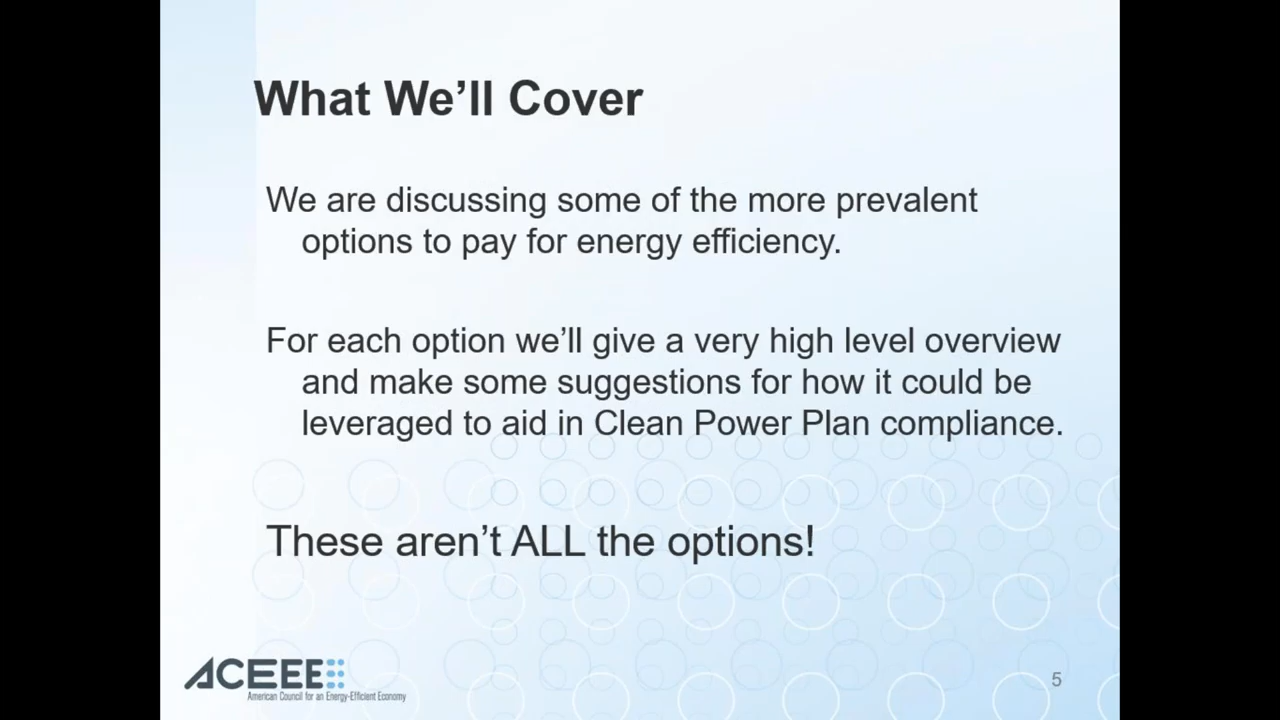 What We’ll Cover
We are discussing some of the more prevalent
options to pay for energy efficiency.
For each option we’ll give a very high level overview
and make some suggestions for how it could be
leveraged to aid in Clean Power Plan compliance.
These aren’t ALL the options!
ACEEE
American Council for an Energy-Efficient Economy
5